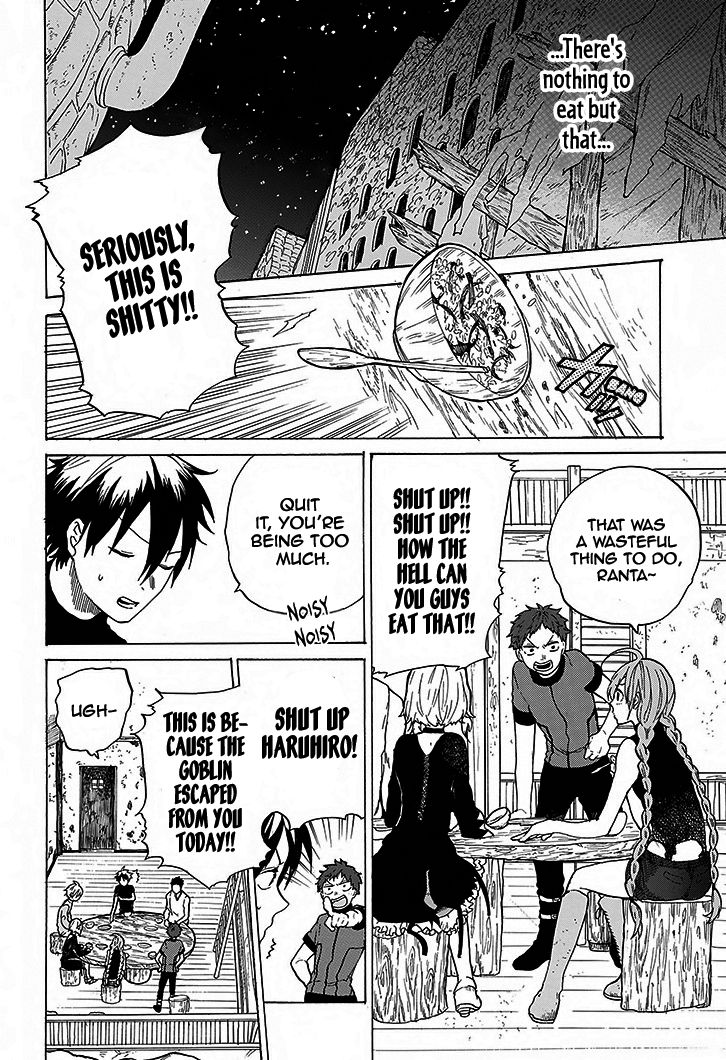 ...There's
nothing to
eat but
that...
SERIOUSLY,
THIS IS
SHITTY!!
THAT WAS
A WASTEFUL
THING TO DO,
RANTA~
SHUT UP!!
SHUT UP!!
HOW THE
HELL CAN
YOU GUYS
EAT THAT!!
QUIT
IT, YOU'RE
BEING TOO
MUCH.
NOISY
NOISY
SHUT UP
HARUHIRO!
THIS IS BE-
CAUSE THE
GOBLIN
ESCAPED
FROM YOU
TODAY!!
UGH-